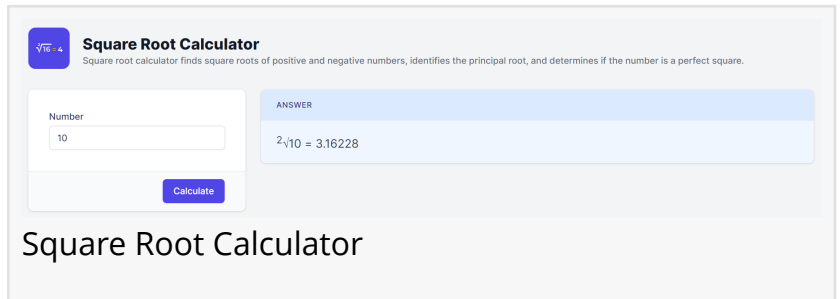 ²√16 = 4
Square Root Calculator
Square root calculator finds square roots of positive and negative numbers, identifies the principal root, and determines if the number is a perfect square.
Number
10
Calculate
ANSWER
²√10 = 3.16228
Square Root Calculator